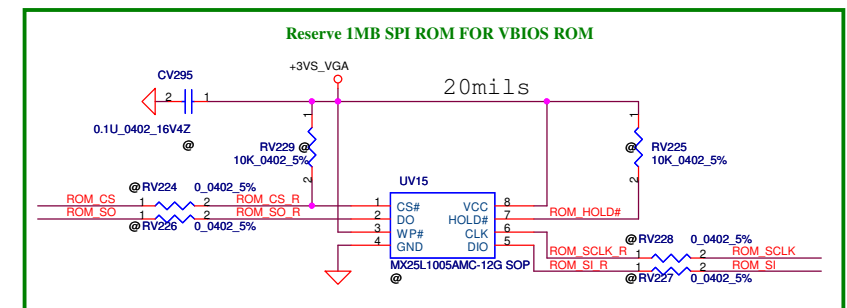 Reserve 1MB SPI ROM FOR VBIOS ROM
+3VS_VGA
CV295
20mils
2 1
0.1U_0402_16V4Z
@
1
RV229 @
10K_0402_5%
2
1
@ RV225
10K_0402_5%
2
UV15
@RV224 0_0402_5%
ROM_CS 1 2 ROM_CS_R 1 CS# VCC 8
ROM_SO 1 2 ROM_SO_R 2 DO HOLD# 7 ROM_HOLD#
@RV226 0_0402_5% 3 WP# CLK 6
4 GND DIO 5
@RV228 0_0402_5%
ROM_SCLK_R 1 2 ROM_SCLK
ROM_SI_R 1 2 ROM_SI
@RV227 0_0402_5%
MX25L1005AMC-12G SOP
@